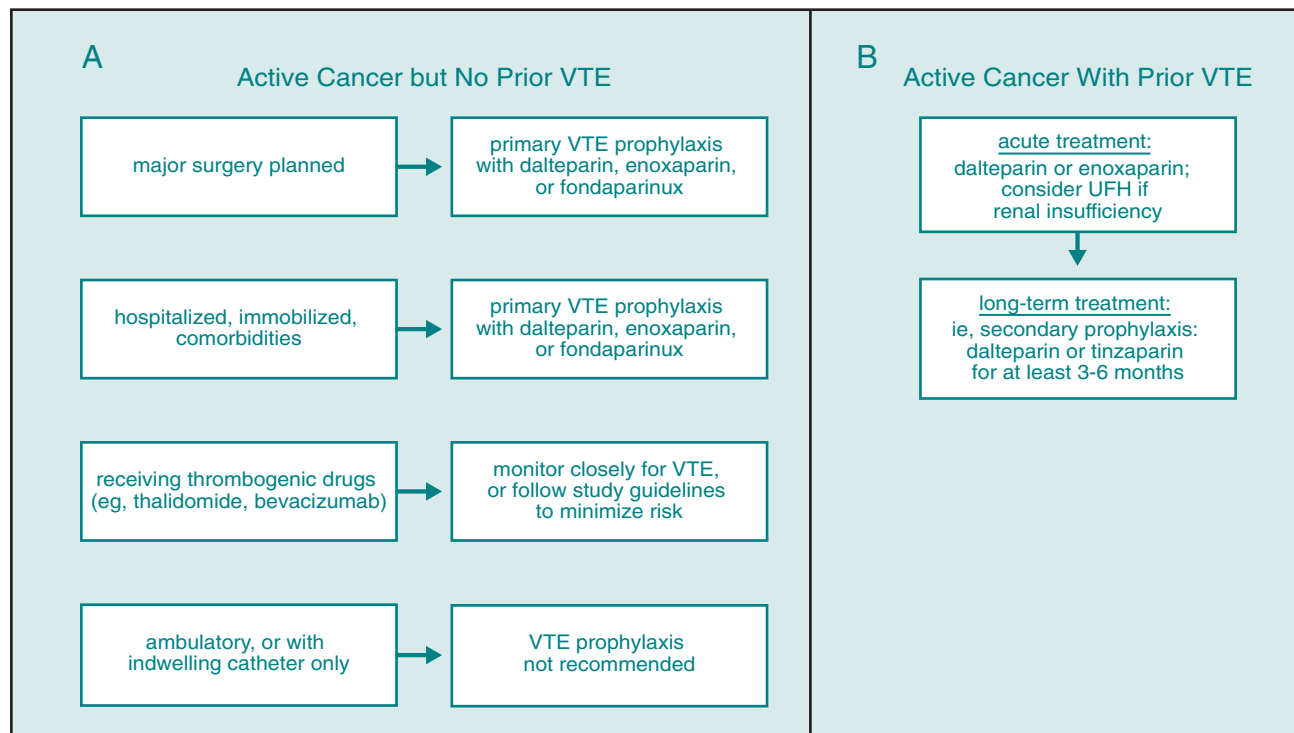 A
Active Cancer but No Prior VTE
major surgery planned
primary VTE prophylaxis
with dalteparin, enoxaparin,
or fondaparinux
hospitalized, immobilized,
comorbidities
primary VTE prophylaxis
with dalteparin, enoxaparin,
or fondaparinux
receiving thrombogenic drugs
(eg, thalidomide, bevacizumab)
monitor closely for VTE,
or follow study guidelines
to minimize risk
ambulatory, or with
indwelling catheter only
VTE prophylaxis
not recommended
B
Active Cancer With Prior VTE
acute treatment:
dalteparin or enoxaparin;
consider UFH if
renal insufficiency
long-term treatment:
ie, secondary prophylaxis:
dalteparin or tinzaparin
for at least 3-6 months